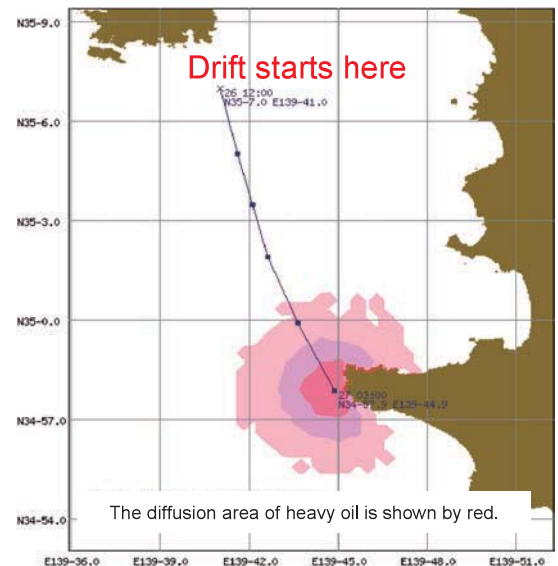 N35-9.0
Drift starts here
26 12:00
N35-7.0 E139-41.0
N35-6.0
N35-3.0
N35-0.0
27 03:00
N34-57.9 E139-44.9
N34-57.0
The diffusion area of heavy oil is shown by red.
N34-54.0
E139-36.0 E139-39.0 E139-42.0 E139-45.0 E139-48.0 E139-51.0